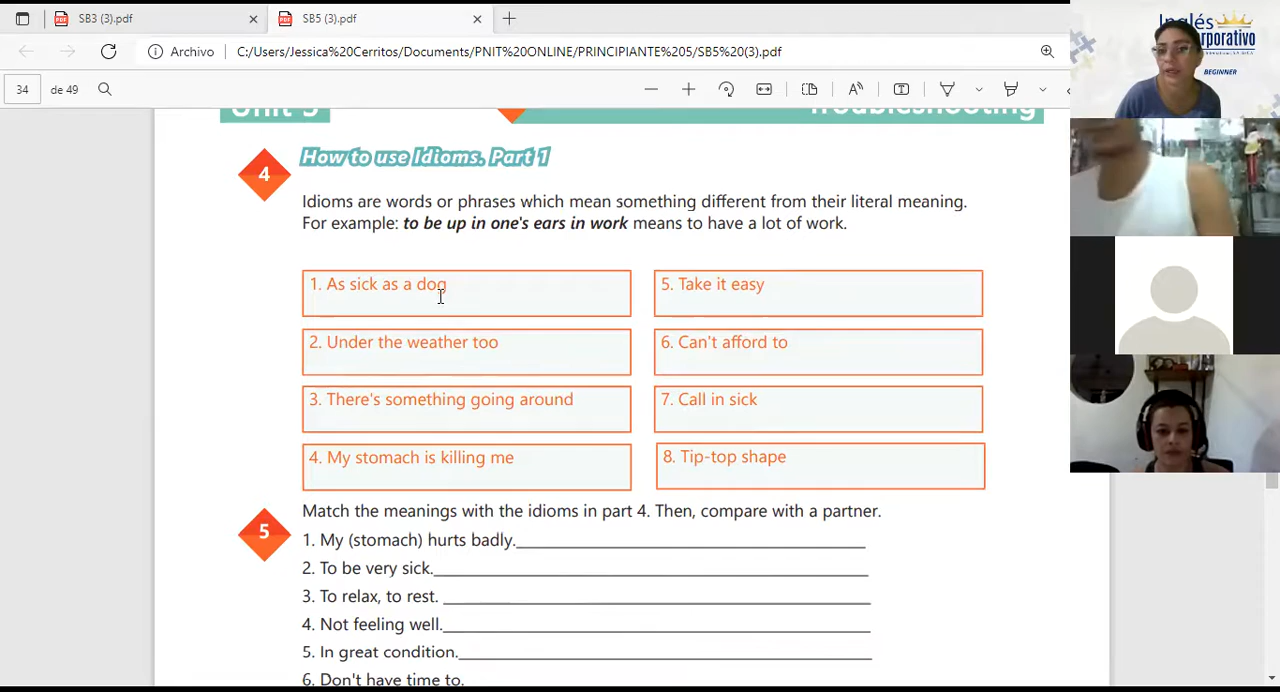 SB3 (3).pdf
SB5 (3).pdf
Archivo
C:/Users/Jessica%20Cerritos/Documents/PNIT%20ONLINE/PRINCIPIANTE%205/SB5%20(3).pdf
34 de 49
Inglés
BEGINNER
Unit 5
Troubleshooting
4
How to use Idioms. Part 1
Idioms are words or phrases which mean something different from their literal meaning.
For example: to be up in one's ears in work means to have a lot of work.
1. As sick as a dog
5. Take it easy
2. Under the weather too
6. Can't afford to
3. There's something going around
7. Call in sick
4. My stomach is killing me
8. Tip-top shape
5
Match the meanings with the idioms in part 4. Then, compare with a partner.
1. My (stomach) hurts badly.
2. To be very sick.
3. To relax, to rest.
4. Not feeling well.
5. In great condition.
6. Don't have time to.